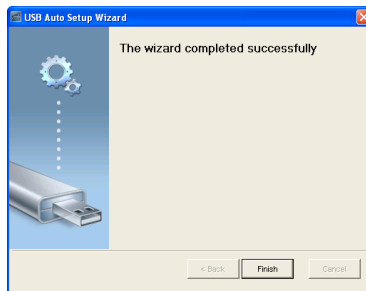 USB Auto Setup Wizard
The wizard completed successfully
< Back Finish Cancel